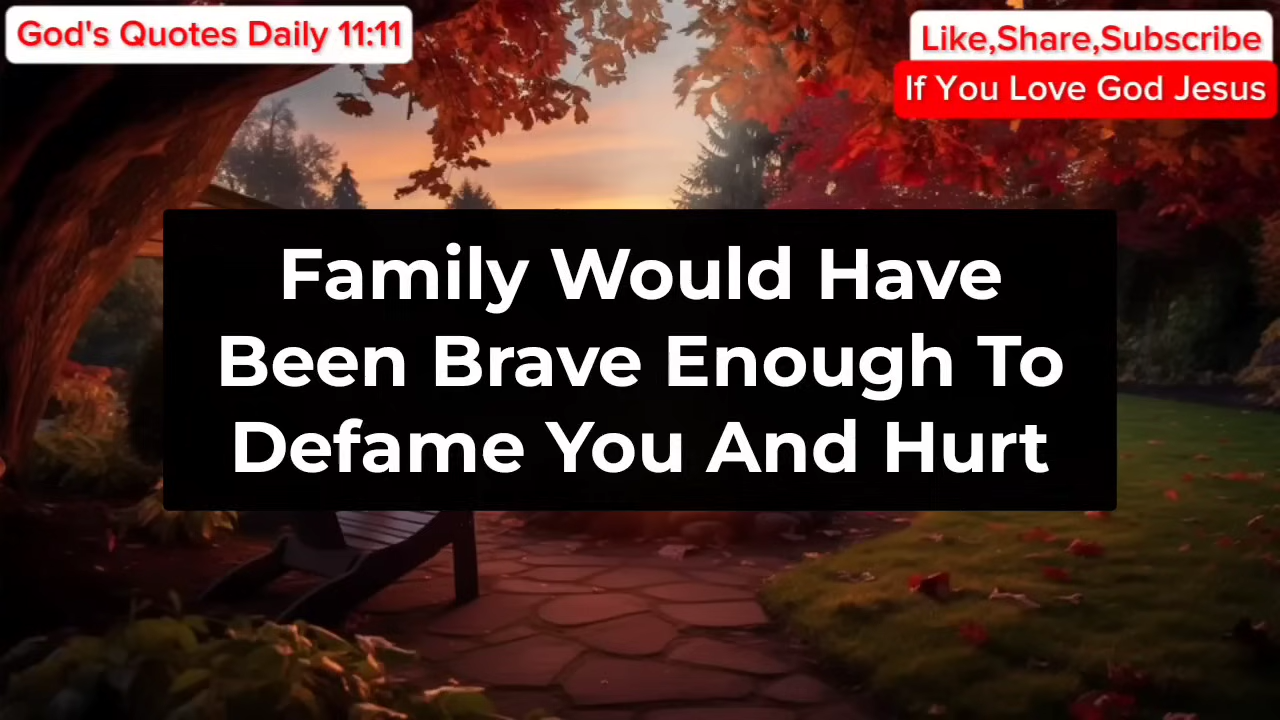 God's Quotes Daily 11:11
Like,Share,Subscribe
If You Love God Jesus
Family Would Have
Been Brave Enough To
Defame You And Hurt